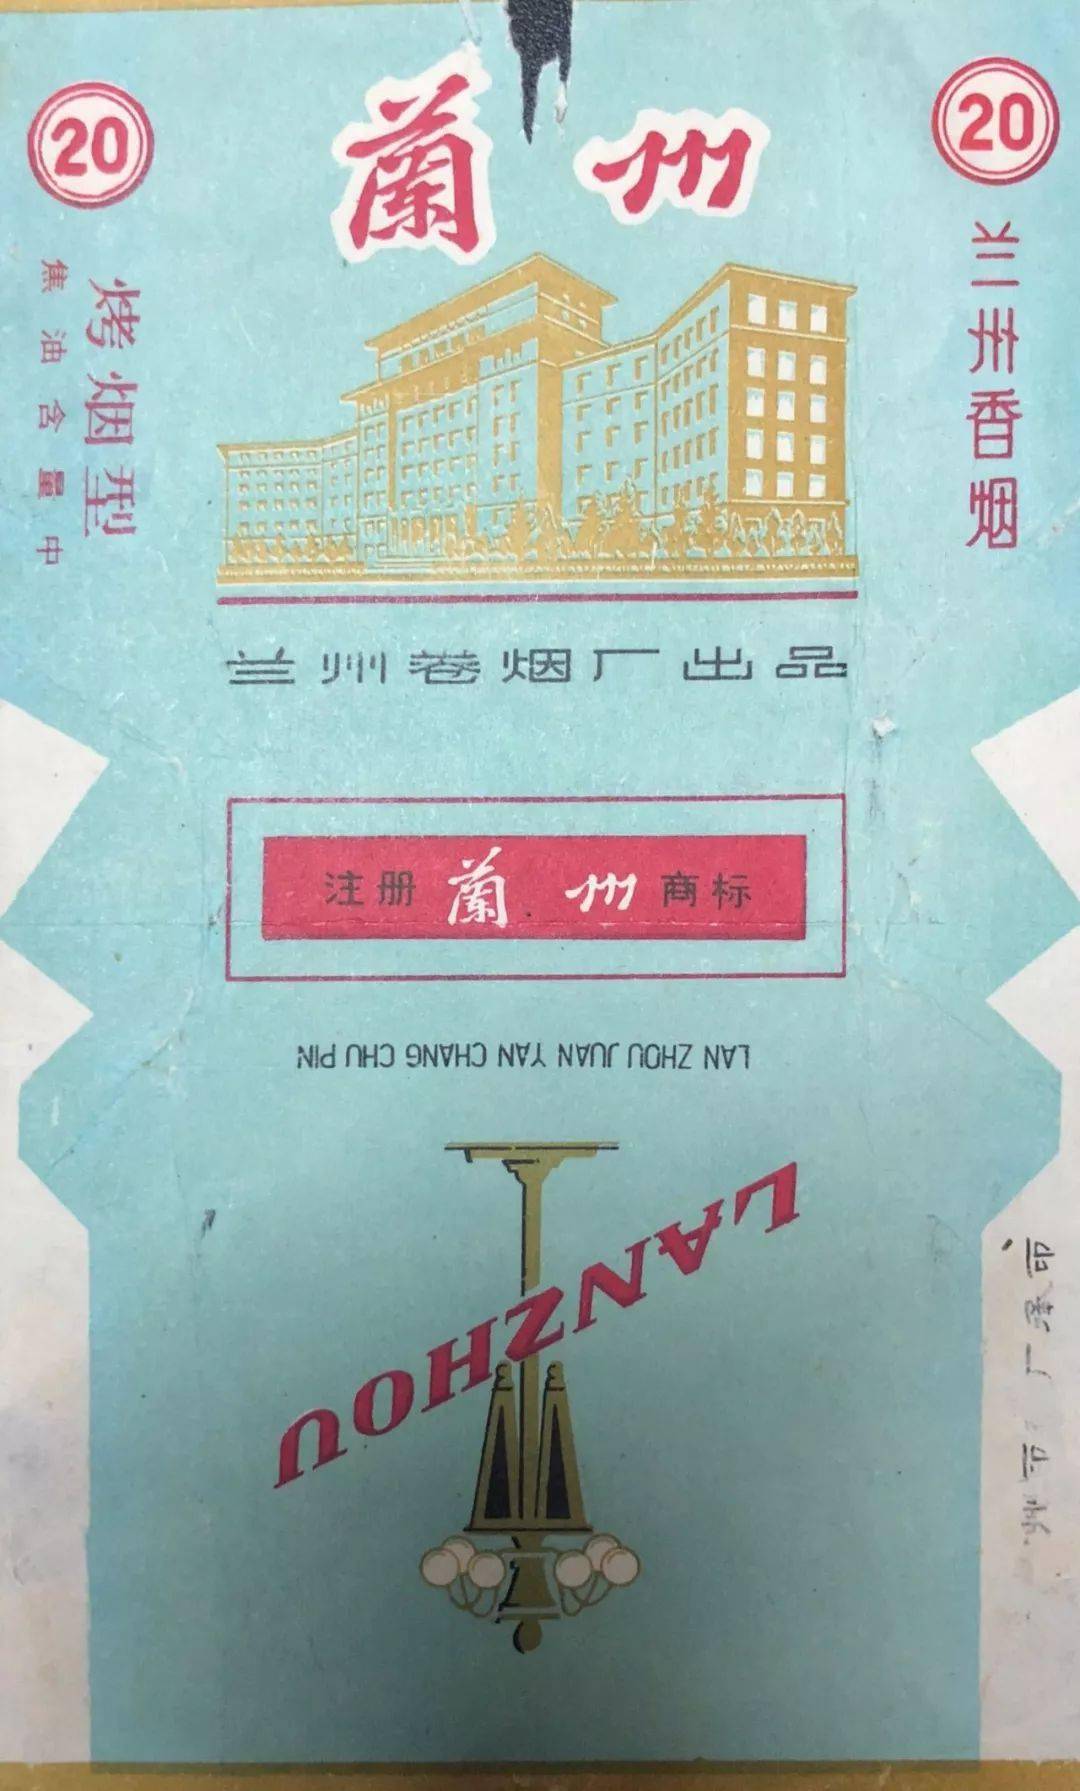 20
20
蘭州
烤烟型
焦油含量中
兰州香烟
兰州卷烟厂出品
注册 蘭州 商标
LAN ZHOU JUAN YAN CHANG CHU PIN
LANZHOU